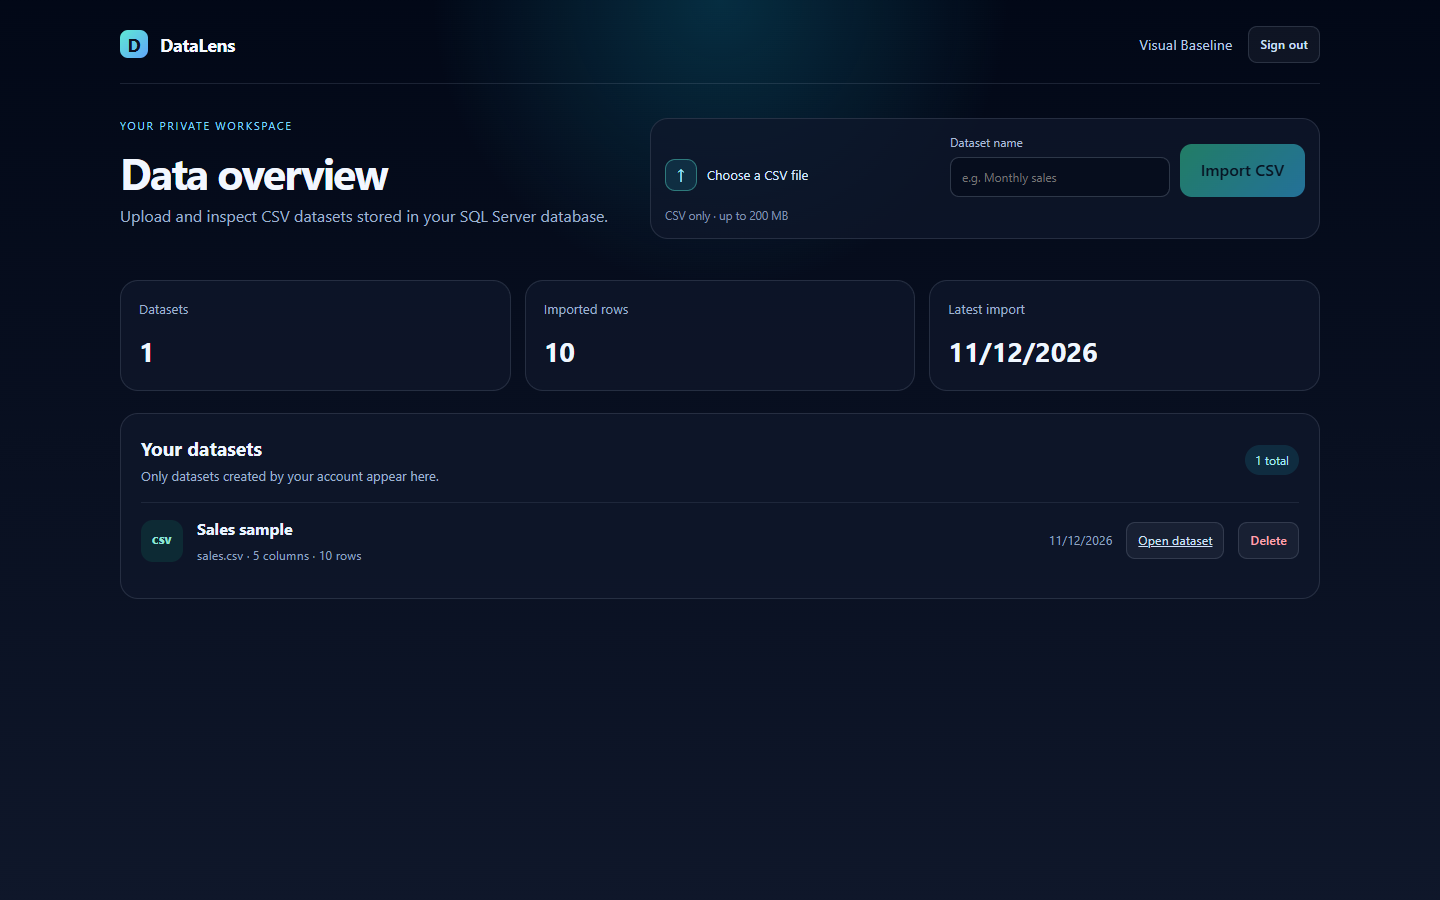 D DataLens
Visual Baseline
Sign out
YOUR PRIVATE WORKSPACE
Data overview
Upload and inspect CSV datasets stored in your SQL Server database.
↑ Choose a CSV file
CSV only · up to 200 MB
Dataset name
e.g. Monthly sales
Import CSV
Datasets
1
Imported rows
10
Latest import
11/12/2026
Your datasets
Only datasets created by your account appear here.
1 total
CSV
Sales sample
sales.csv · 5 columns · 10 rows
11/12/2026
Open dataset
Delete